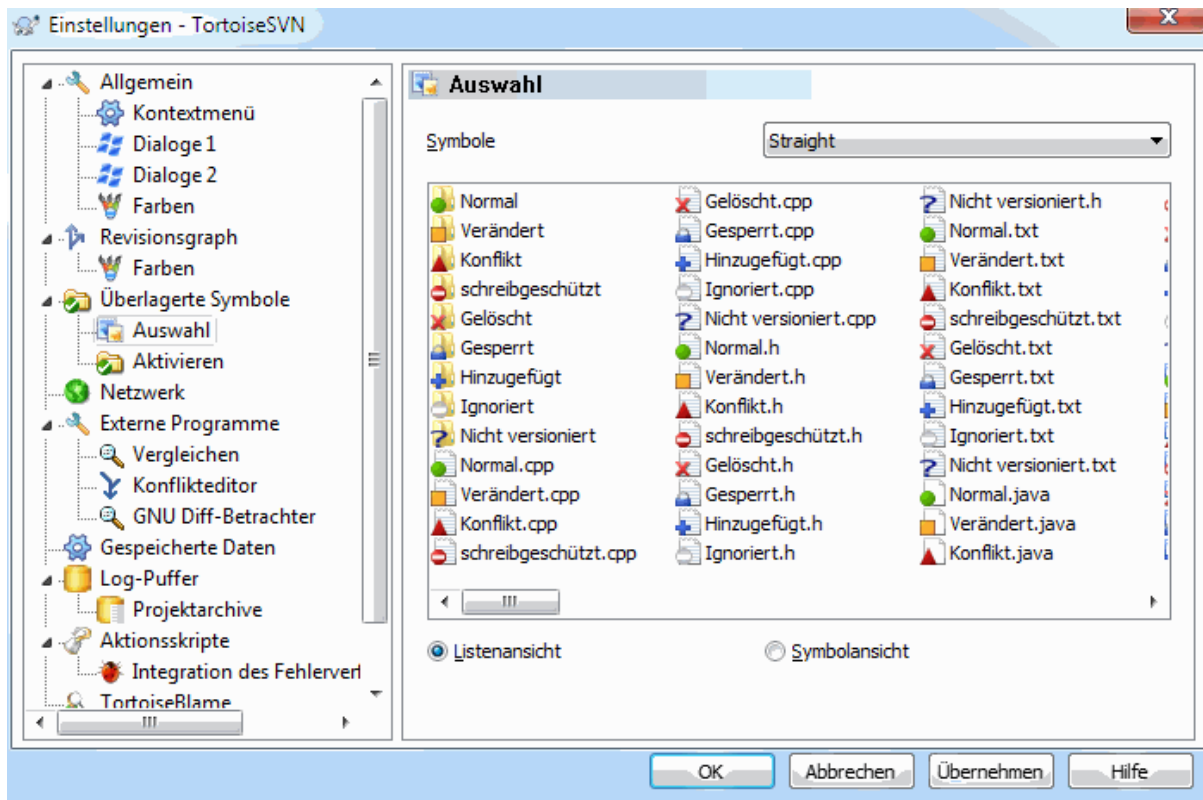 Einstellungen - TortoiseSVN
Allgemein
Kontextmenü
Dialoge 1
Dialoge 2
Farben
Revisionsgraph
Farben
Überlagerte Symbole
Auswahl
Aktivieren
Netzwerk
Externe Programme
Vergleichen
Konflikteditor
GNU Diff-Betrachter
Gespeicherte Daten
Log-Puffer
Projektarchive
Aktionsskripte
Integration des Fehlerverf
TortoiseBlame
Auswahl
Symbole
Straight
Normal
Verändert
Konflikt
schreibgeschützt
Gelöscht
Gesperrt
Hinzugefügt
Ignoriert
Nicht versioniert
Normal.cpp
Verändert.cpp
Konflikt.cpp
schreibgeschützt.cpp
Gelöscht.cpp
Gesperrt.cpp
Hinzugefügt.cpp
Ignoriert.cpp
Nicht versioniert.cpp
Normal.h
Verändert.h
Konflikt.h
schreibgeschützt.h
Gelöscht.h
Gesperrt.h
Hinzugefügt.h
Ignoriert.h
Nicht versioniert.h
Normal.txt
Verändert.txt
Konflikt.txt
schreibgeschützt.txt
Gelöscht.txt
Gesperrt.txt
Hinzugefügt.txt
Ignoriert.txt
Nicht versioniert.txt
Normal.java
Verändert.java
Konflikt.java
Listenansicht
Symbolansicht
OK
Abbrechen
Übernehmen
Hilfe